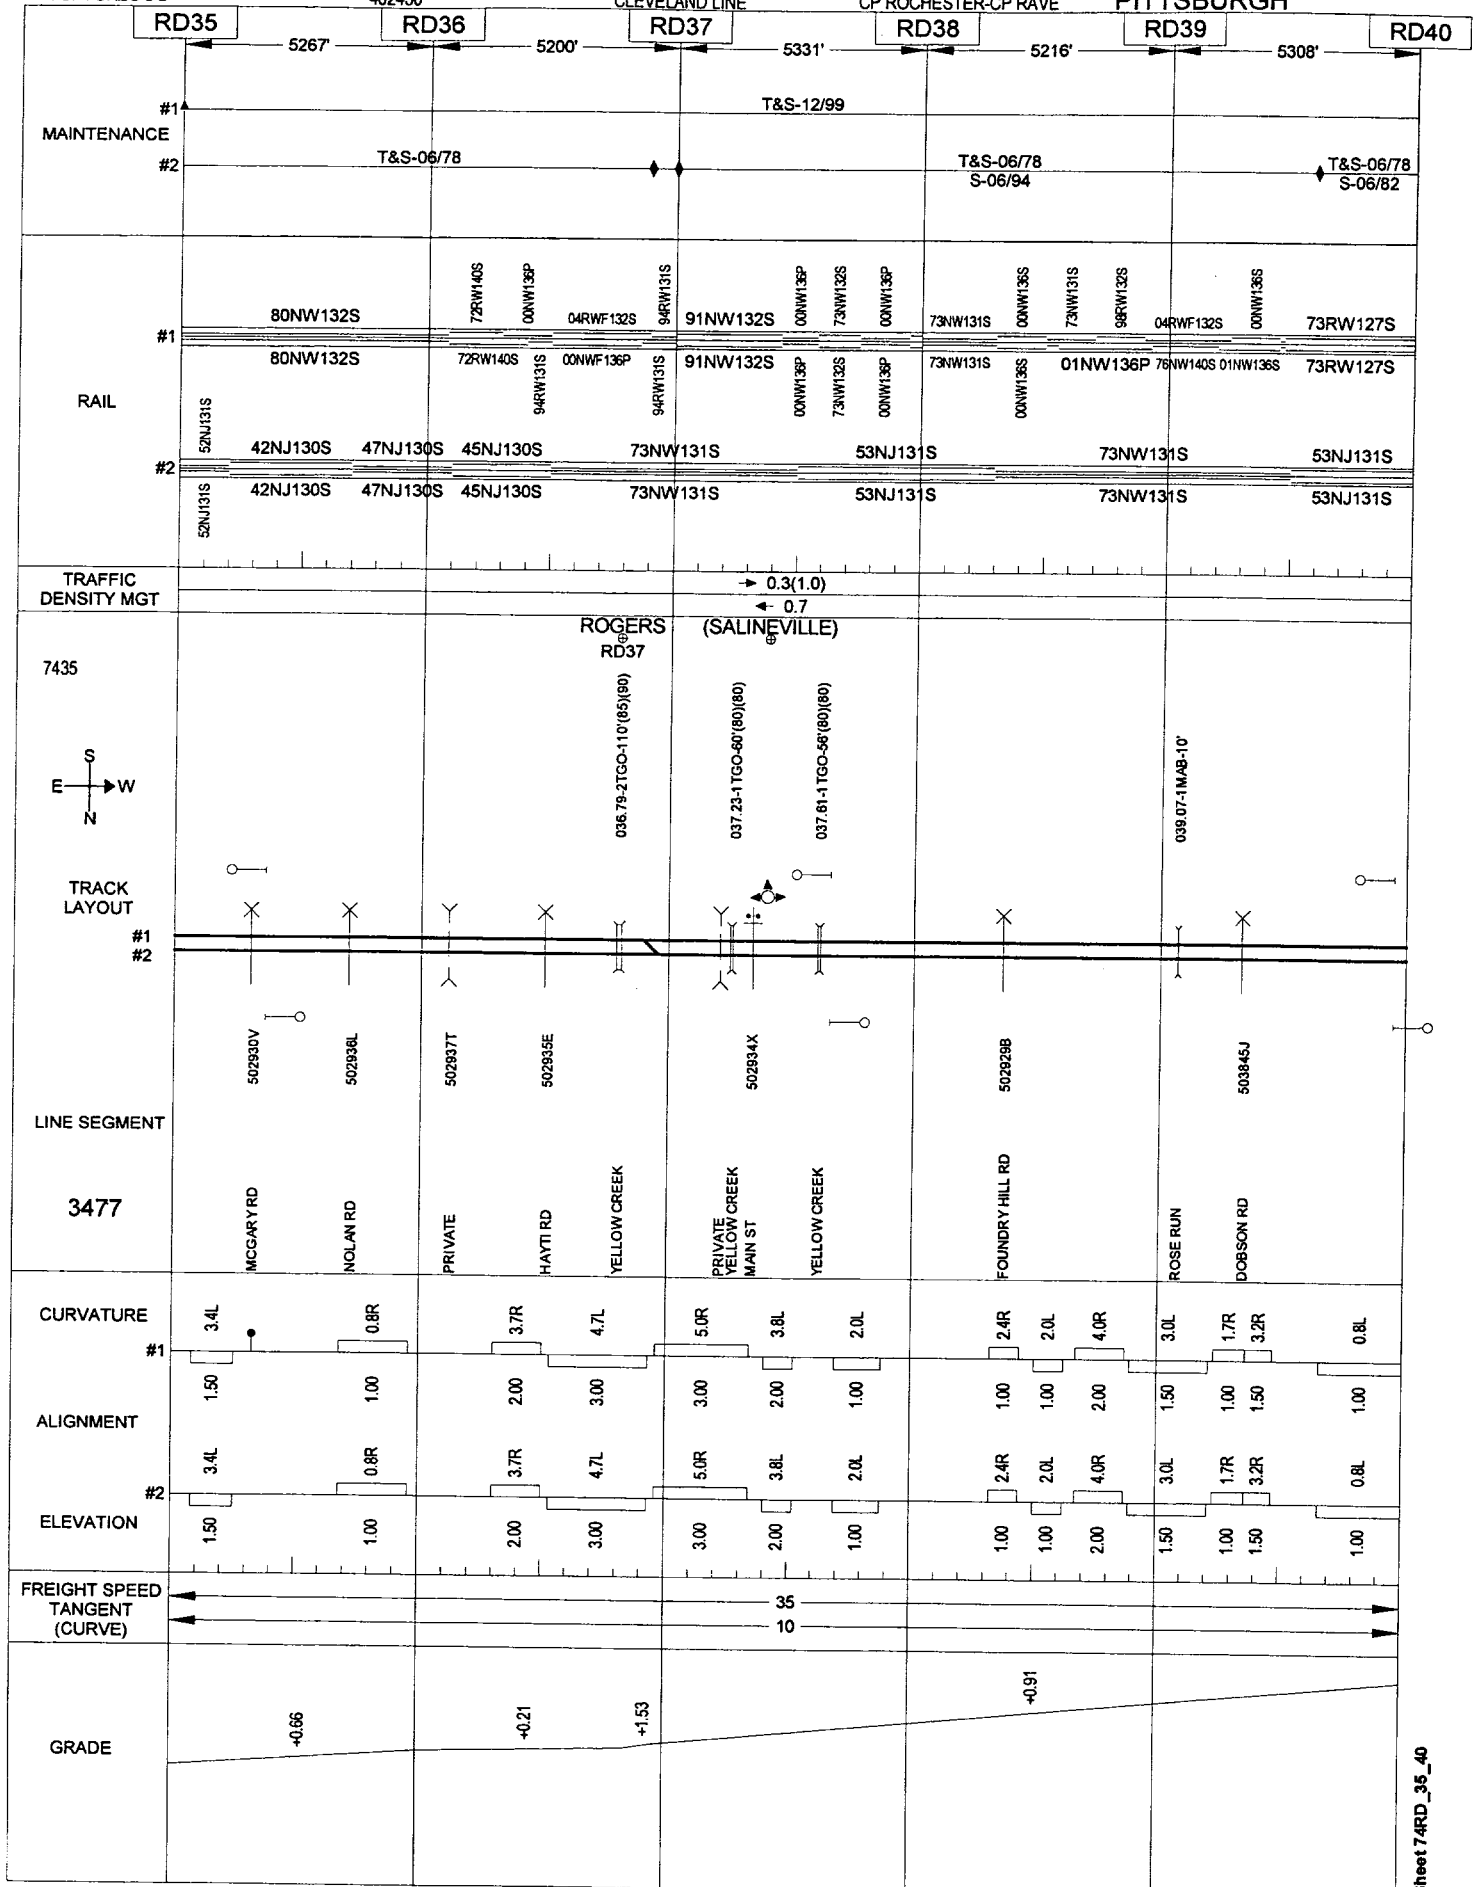 CLEVELAND LINE CP ROCHESTER-CP RAVE PITTSBURGH
RD35 RD36 RD37 RD38 RD39 RD40
5267' 5200' 5331' 5216' 5308'
#1 T&S-12/99
MAINTENANCE
#2 T&S-06/78 T&S-06/78 T&S-06/78
S-06/94 S-06/82
72RW140S 00NW136P 94RW131S 00NW136P 73NW132S 00NW136P 00NW136S 73NW131S 98RW132S 00NW136S
80NW132S 04RWF132S 91NW132S 73NW131S 04RWF132S 73RW127S
#1
80NW132S 72RW140S 00NWF136P 91NW132S 73NW131S 01NW136P 76NW140S 01NW136S 73RW127S
94RW131S 94RW131S 00NW136P 73NW132S 00NW136P 00NW136S
RAIL
52NJ131S
42NJ130S 47NJ130S 45NJ130S 73NW131S 53NJ131S 73NW131S 53NJ131S
#2
42NJ130S 47NJ130S 45NJ130S 73NW131S 53NJ131S 73NW131S 53NJ131S
52NJ131S
TRAFFIC
DENSITY MGT
0.3(1.0)
0.7
ROGERS (SALINEVILLE)
RD37
7435
036.79-2TGO-110'(85)(90) 037.23-1TGO-60'(80)(80) 037.61-1TGO-56'(80)(80) 039.07-1MAB-10'
S
E W
N
TRACK
LAYOUT
#1
#2
502930V 502936L 502937T 502935E 502934X 502929B 503845J
LINE SEGMENT
3477
MCGARY RD NOLAN RD PRIVATE HAYTI RD YELLOW CREEK PRIVATE YELLOW CREEK MAIN ST YELLOW CREEK FOUNDRY HILL RD ROSE RUN DOBSON RD
CURVATURE
3.4L 0.8R 3.7R 4.7L 5.0R 3.8L 2.0L 2.4R 2.0L 4.0R 3.0L 1.7R 3.2R 0.8L
#1
1.50 1.00 2.00 3.00 3.00 2.00 1.00 1.00 1.00 2.00 1.50 1.00 1.50 1.00
ALIGNMENT
3.4L 0.8R 3.7R 4.7L 5.0R 3.8L 2.0L 2.4R 2.0L 4.0R 3.0L 1.7R 3.2R 0.8L
#2
ELEVATION
1.50 1.00 2.00 3.00 3.00 2.00 1.00 1.00 1.00 2.00 1.50 1.00 1.50 1.00
FREIGHT SPEED
TANGENT
(CURVE)
35
10
GRADE
+0.66 +0.21 +1.53 +0.91
heet 74RD_35_40